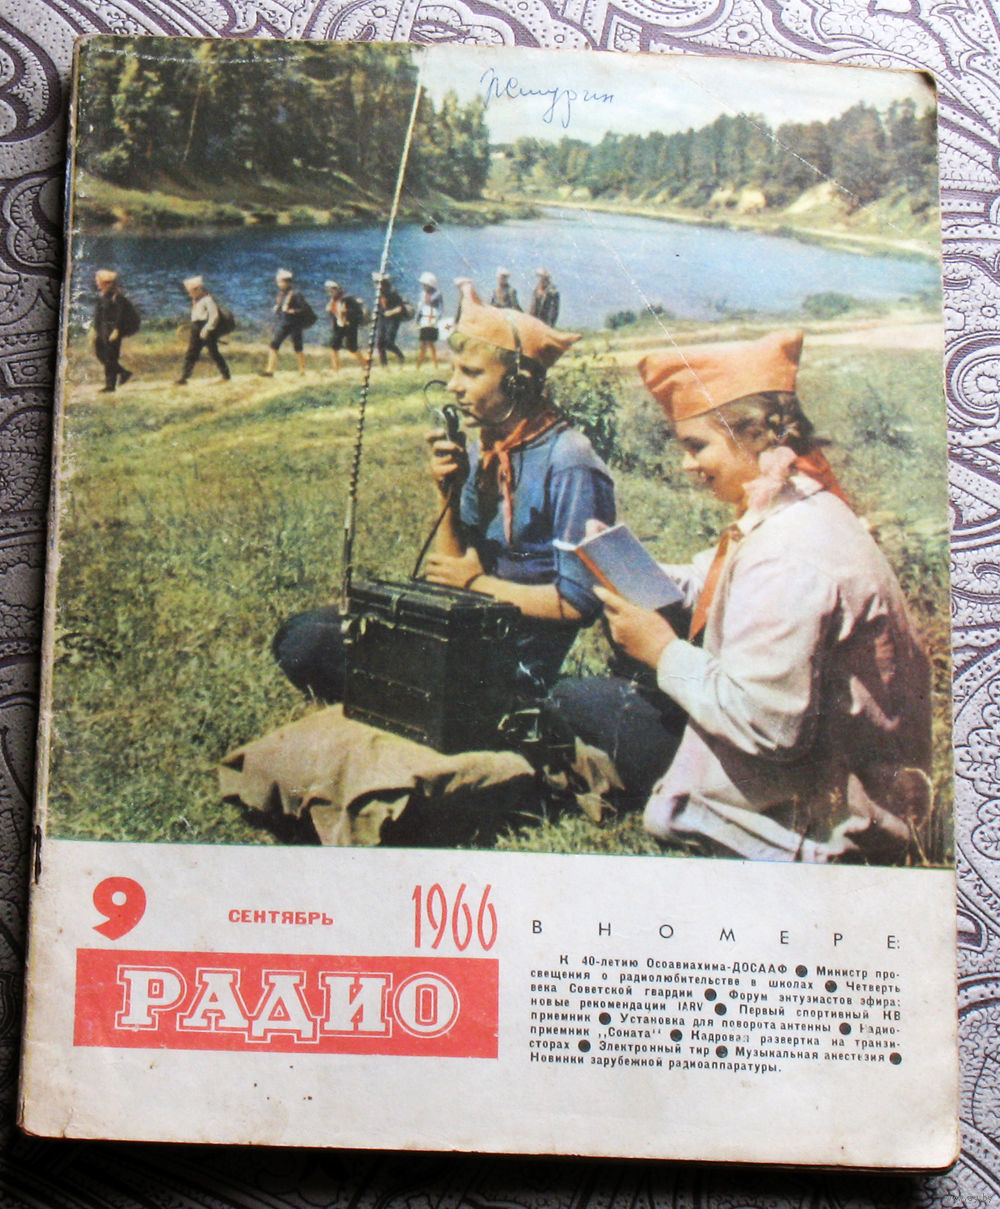 9
СЕНТЯБРЬ
1966
РАДИО
В НОМЕРЕ:
К 40-летию Осоавиахима-ДОСААФ ● Министр про-
свещения о радиолюбительстве в школах ● Четверть
века Советской гвардии ● Форум энтузиастов эфира:
новые рекомендации IARV ● Первый спортивный КВ
приемник ● Установка для поворота антенны ● Радио-
приемник ,,Соната“ ● Кадровая развертка на транзи-
сторах ● Электронный тир ● Музыкальная анестезия ●
Новинки зарубежной радиоаппаратуры.